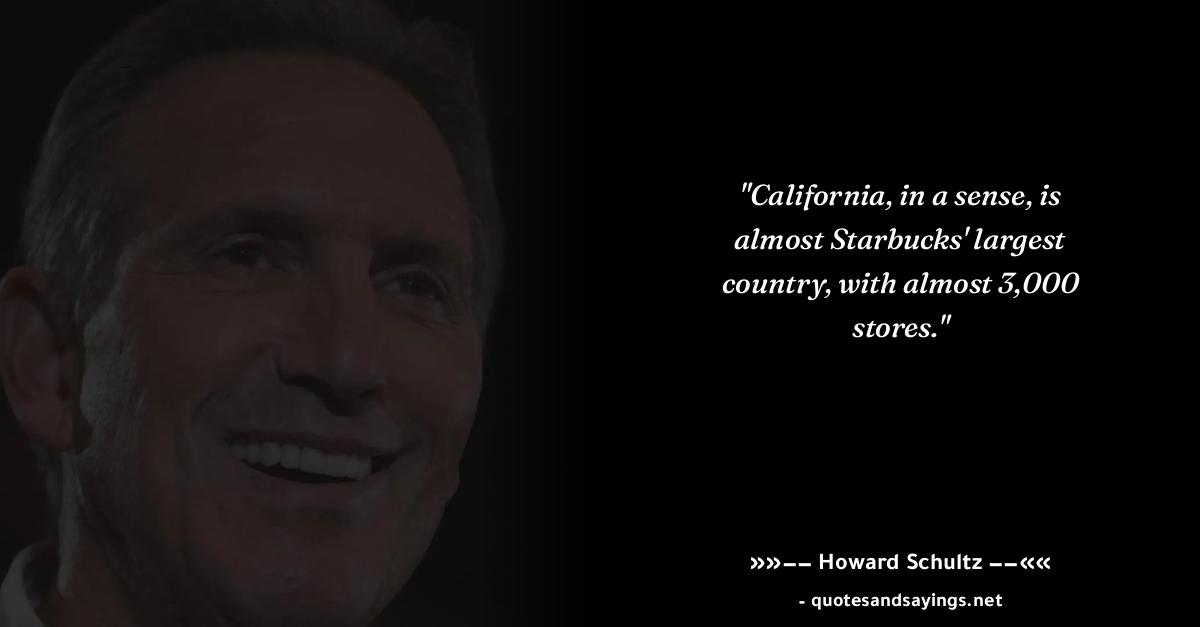 "California, in a sense, is
almost Starbucks' largest
country, with almost 3,000
stores."
»»–– Howard Schultz ––««
- quotesandsayings.net